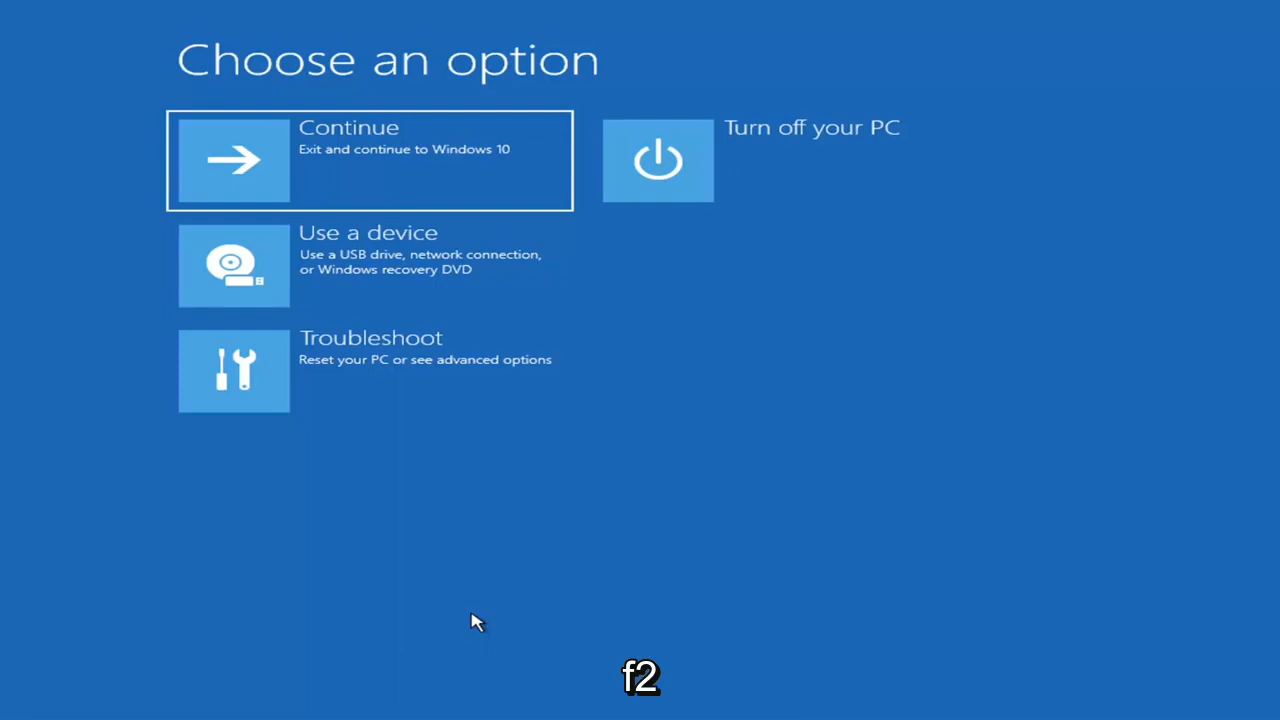 Choose an option
Continue
Exit and continue to Windows 10
Turn off your PC
Use a device
Use a USB drive, network connection,
or Windows recovery DVD
Troubleshoot
Reset your PC or see advanced options
f2